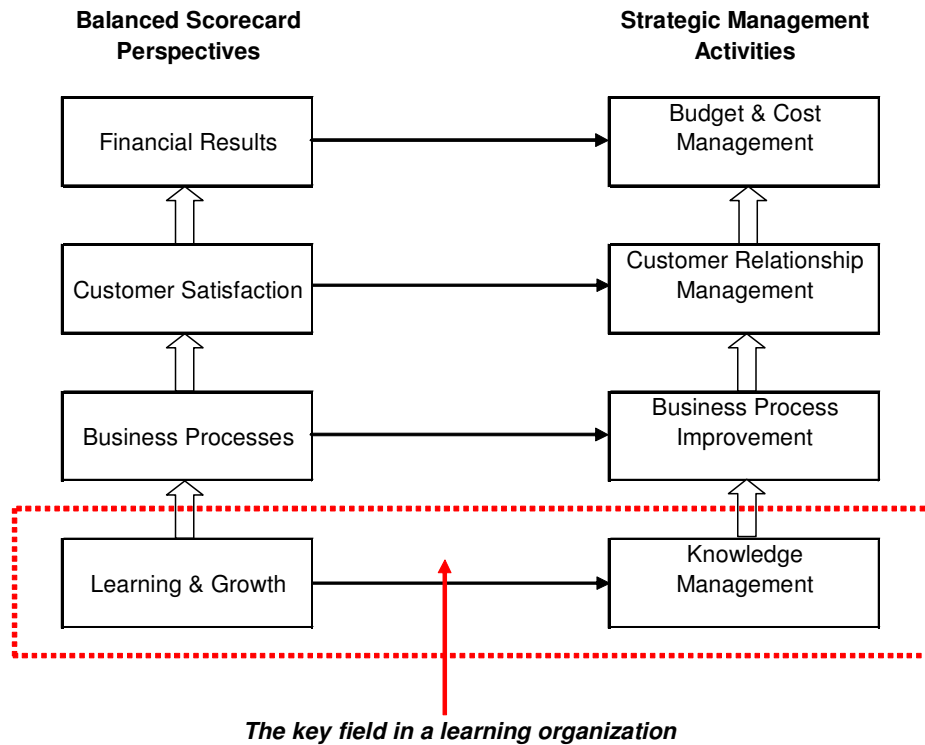 Balanced Scorecard
Perspectives
Strategic Management
Activities
Financial Results
Budget & Cost
Management
Customer Satisfaction
Customer Relationship
Management
Business Processes
Business Process
Improvement
Learning & Growth
Knowledge
Management
The key field in a learning organization